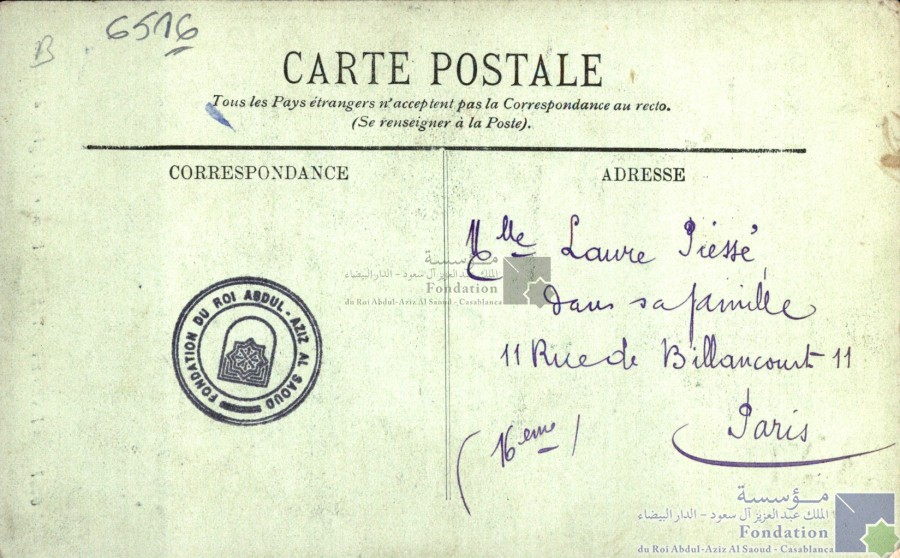 B
6516
CARTE POSTALE
Tous les Pays étrangers n'acceptent pas la Correspondance au recto.
(Se renseigner à la Poste).
CORRESPONDANCE
ADRESSE
Mlle Laure Piessé
dans sa famille
11 Rue de Billancourt 11
Paris
(16eme)
FONDATION DU ROI ABDUL-AZIZ AL SAOUD
مؤسسة
الملك عبد العزيز آل سعود - الدار البيضاء
Fondation
du Roi Abdul-Aziz Al Saoud - Casablanca
مؤسسة
الملك عبد العزيز آل سعود - الدار البيضاء
Fondation
du Roi Abdul-Aziz Al Saoud - Casablanca